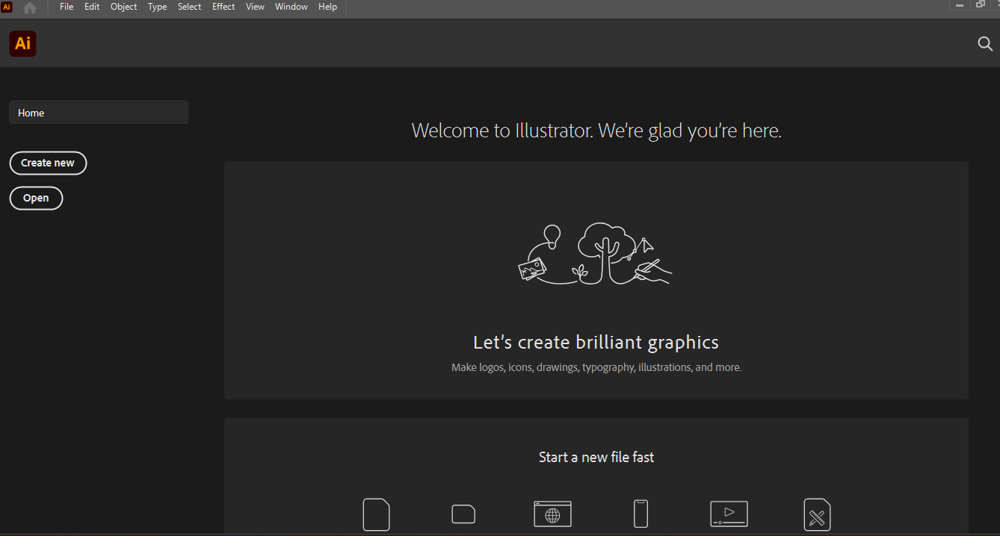 Ai File Edit Object Type Select Effect View Window Help
Ai
Home
Welcome to Illustrator. We're glad you're here.
Create new
Open
Let's create brilliant graphics
Make logos, icons, drawings, typography, illustrations, and more.
Start a new file fast